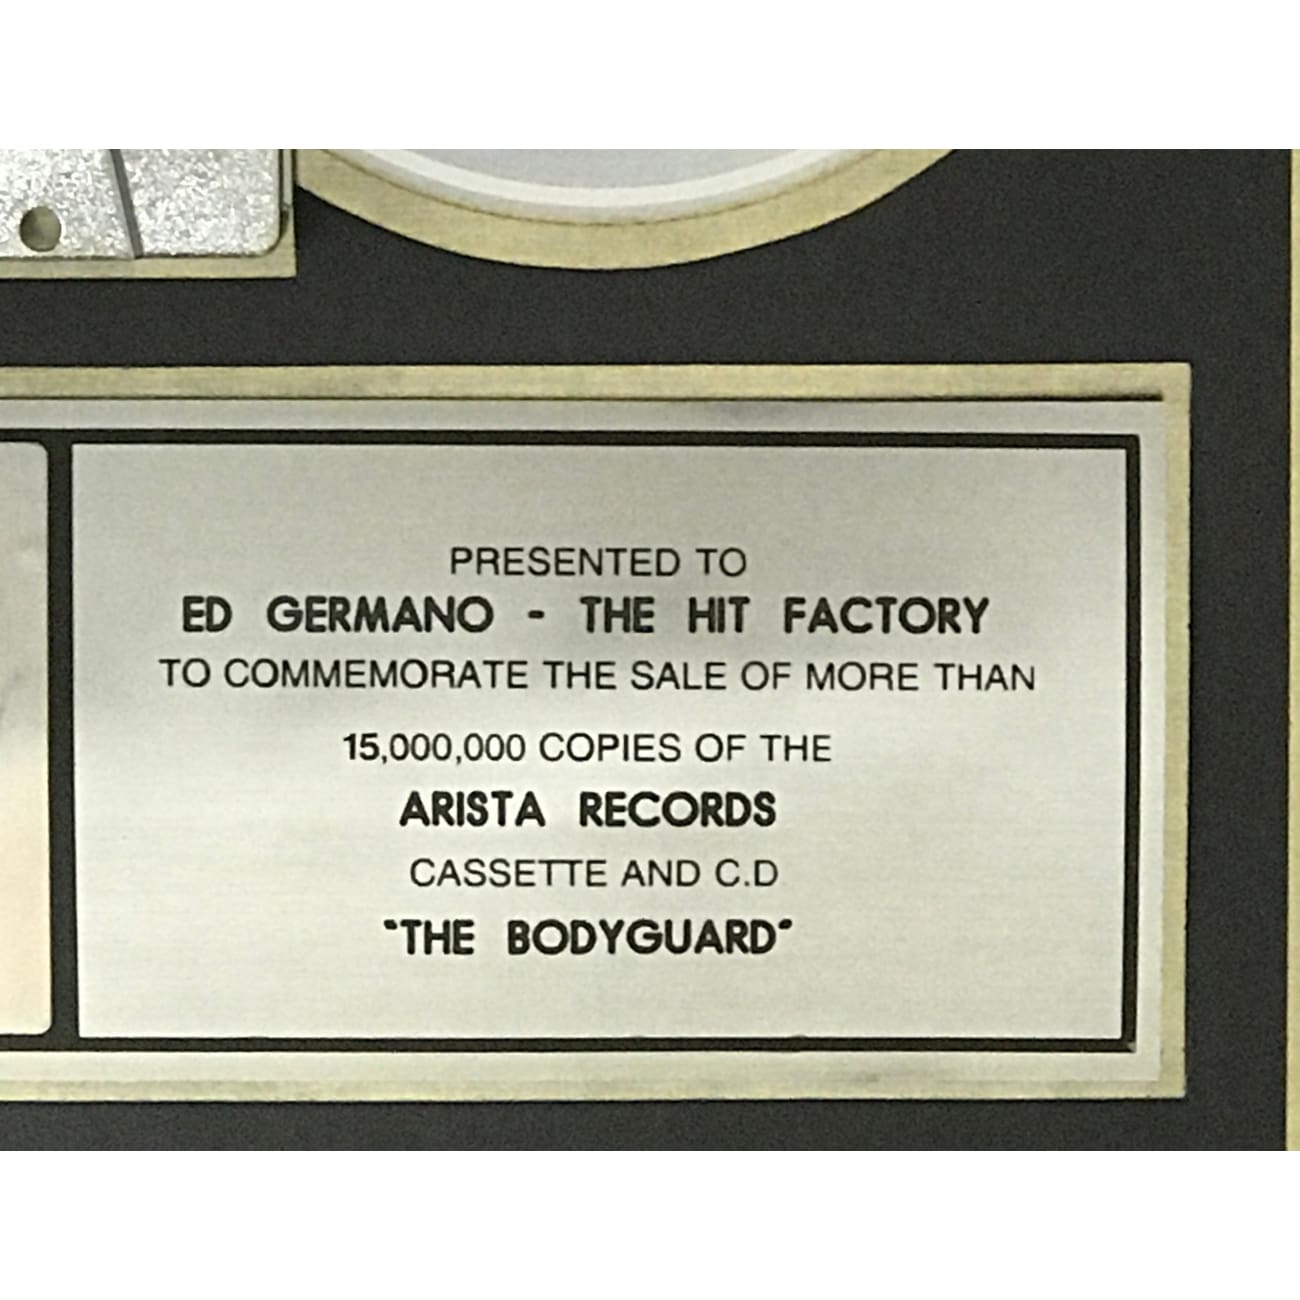 PRESENTED TO
ED GERMANO - THE HIT FACTORY
TO COMMEMORATE THE SALE OF MORE THAN
15,000,000 COPIES OF THE
ARISTA RECORDS
CASSETTE AND C.D
"THE BODYGUARD"